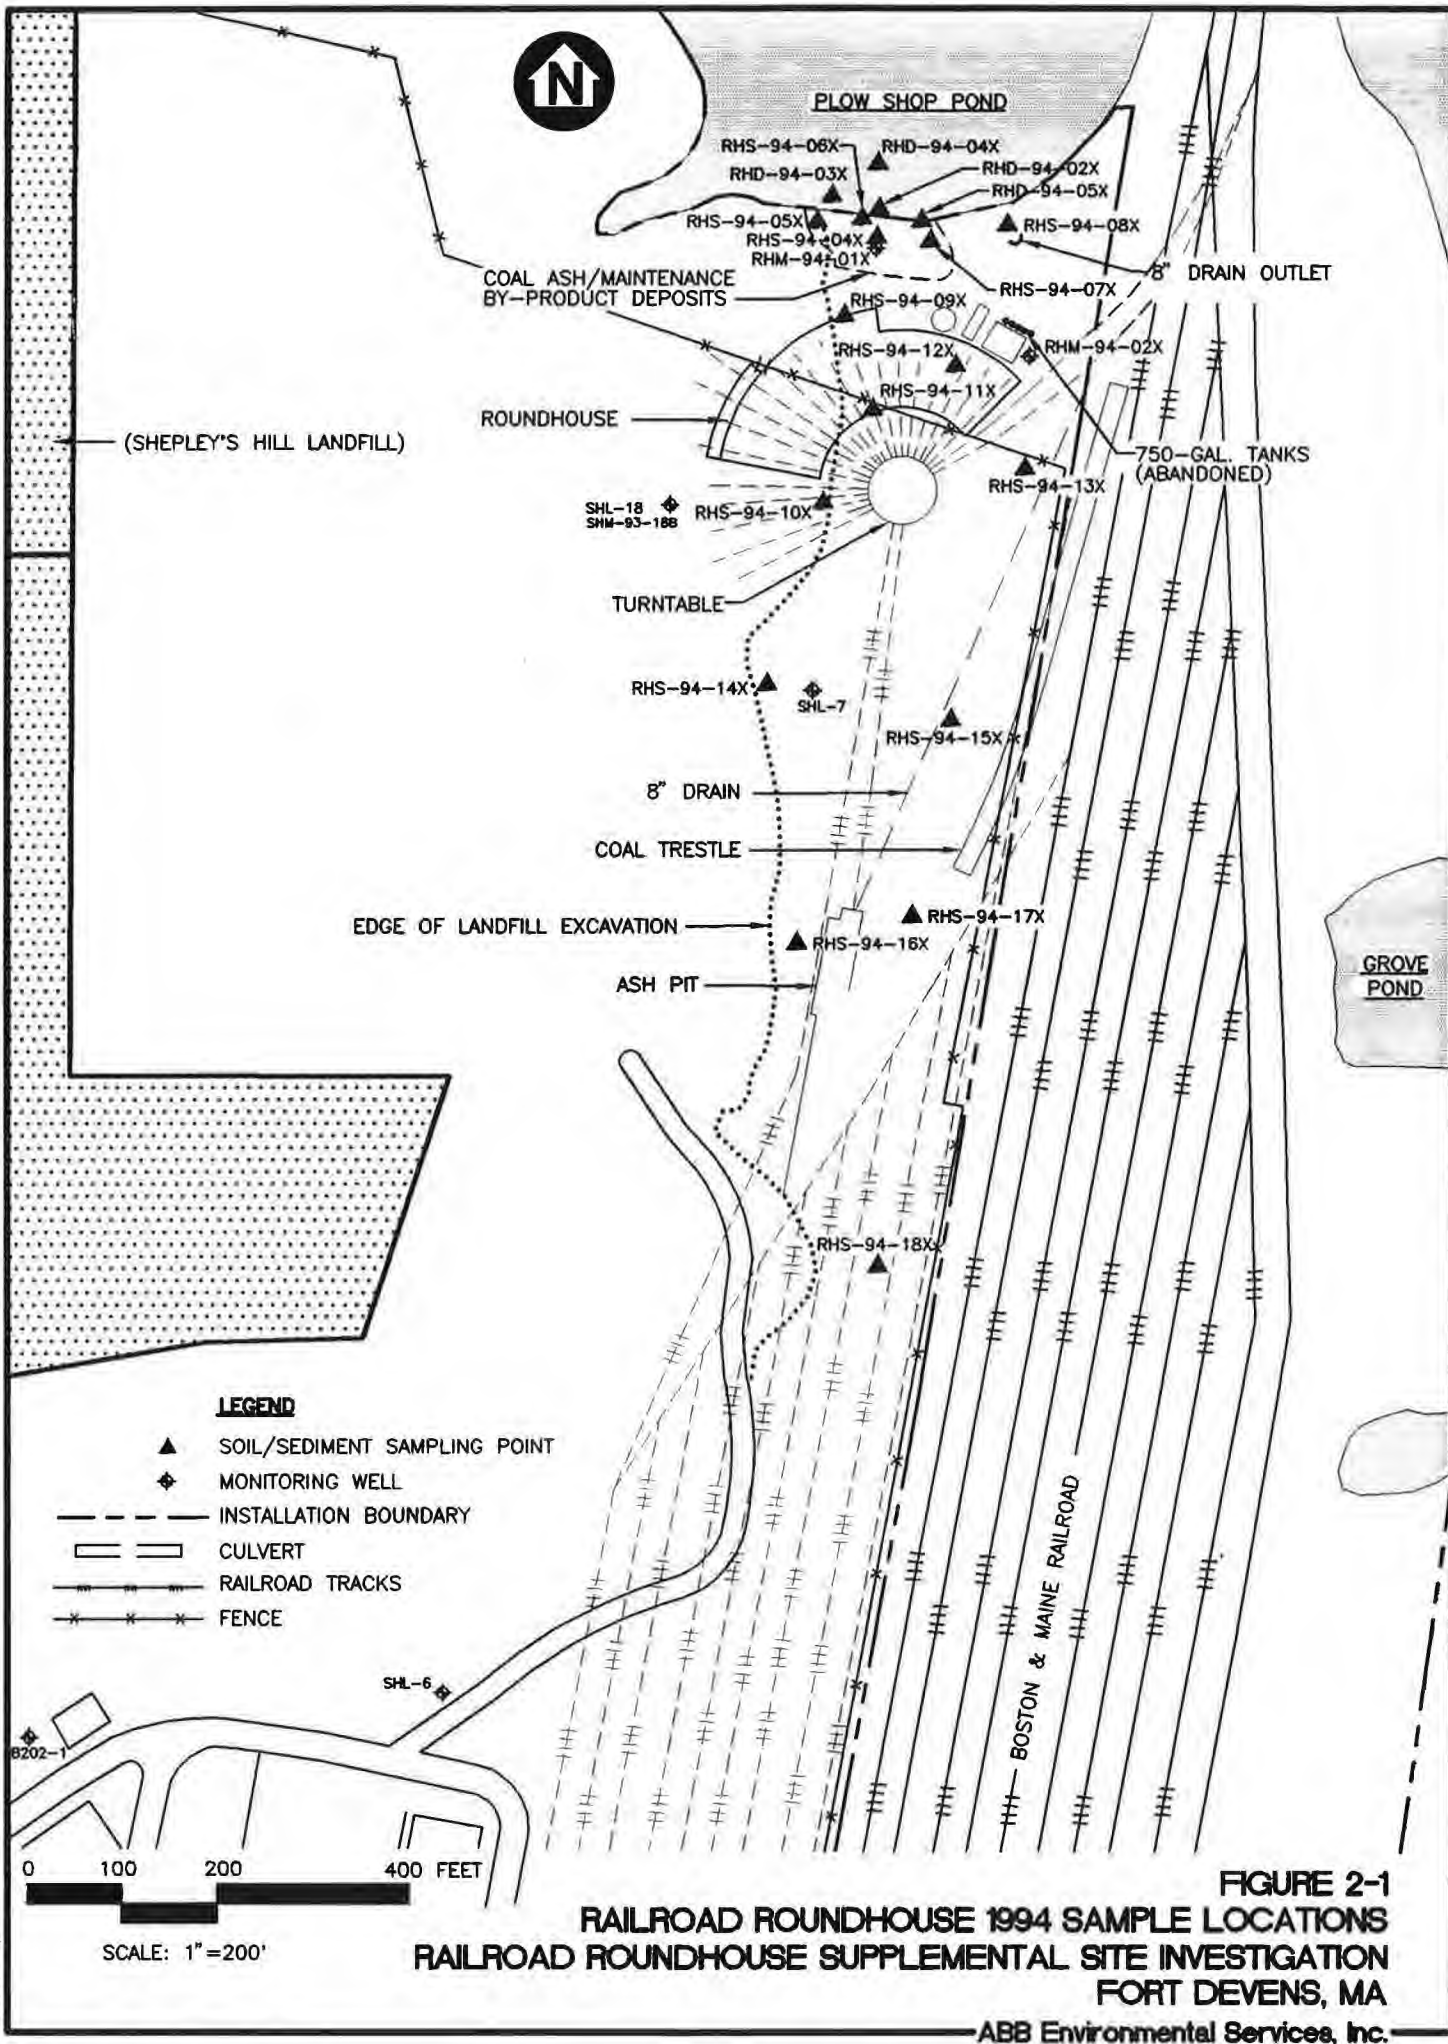 N
PLOW SHOP POND
RHS-94-06X
RHD-94-04X
RHD-94-03X
RHD-94-02X
RHD-94-05X
RHS-94-05X
RHS-94-08X
RHS-94-04X
RHM-94-01X
8" DRAIN OUTLET
COAL ASH/MAINTENANCE
BY-PRODUCT DEPOSITS
RHS-94-07X
RHS-94-09X
RHS-94-12X
RHM-94-02X
RHS-94-11X
ROUNDHOUSE
(SHEPLEY'S HILL LANDFILL)
750-GAL. TANKS
(ABANDONED)
RHS-94-13X
SHL-18
SHM-93-18B
RHS-94-10X
TURNTABLE
RHS-94-14X
SHL-7
RHS-94-15X
8" DRAIN
COAL TRESTLE
EDGE OF LANDFILL EXCAVATION
RHS-94-17X
RHS-94-16X
ASH PIT
GROVE
POND
RHS-94-18X
LEGEND
SOIL/SEDIMENT SAMPLING POINT
MONITORING WELL
INSTALLATION BOUNDARY
CULVERT
RAILROAD TRACKS
FENCE
BOSTON & MAINE RAILROAD
SHL-6
B202-1
0 100 200 400 FEET
SCALE: 1"=200'
FIGURE 2-1
RAILROAD ROUNDHOUSE 1994 SAMPLE LOCATIONS
RAILROAD ROUNDHOUSE SUPPLEMENTAL SITE INVESTIGATION
FORT DEVENS, MA
ABB Environmental Services, Inc.